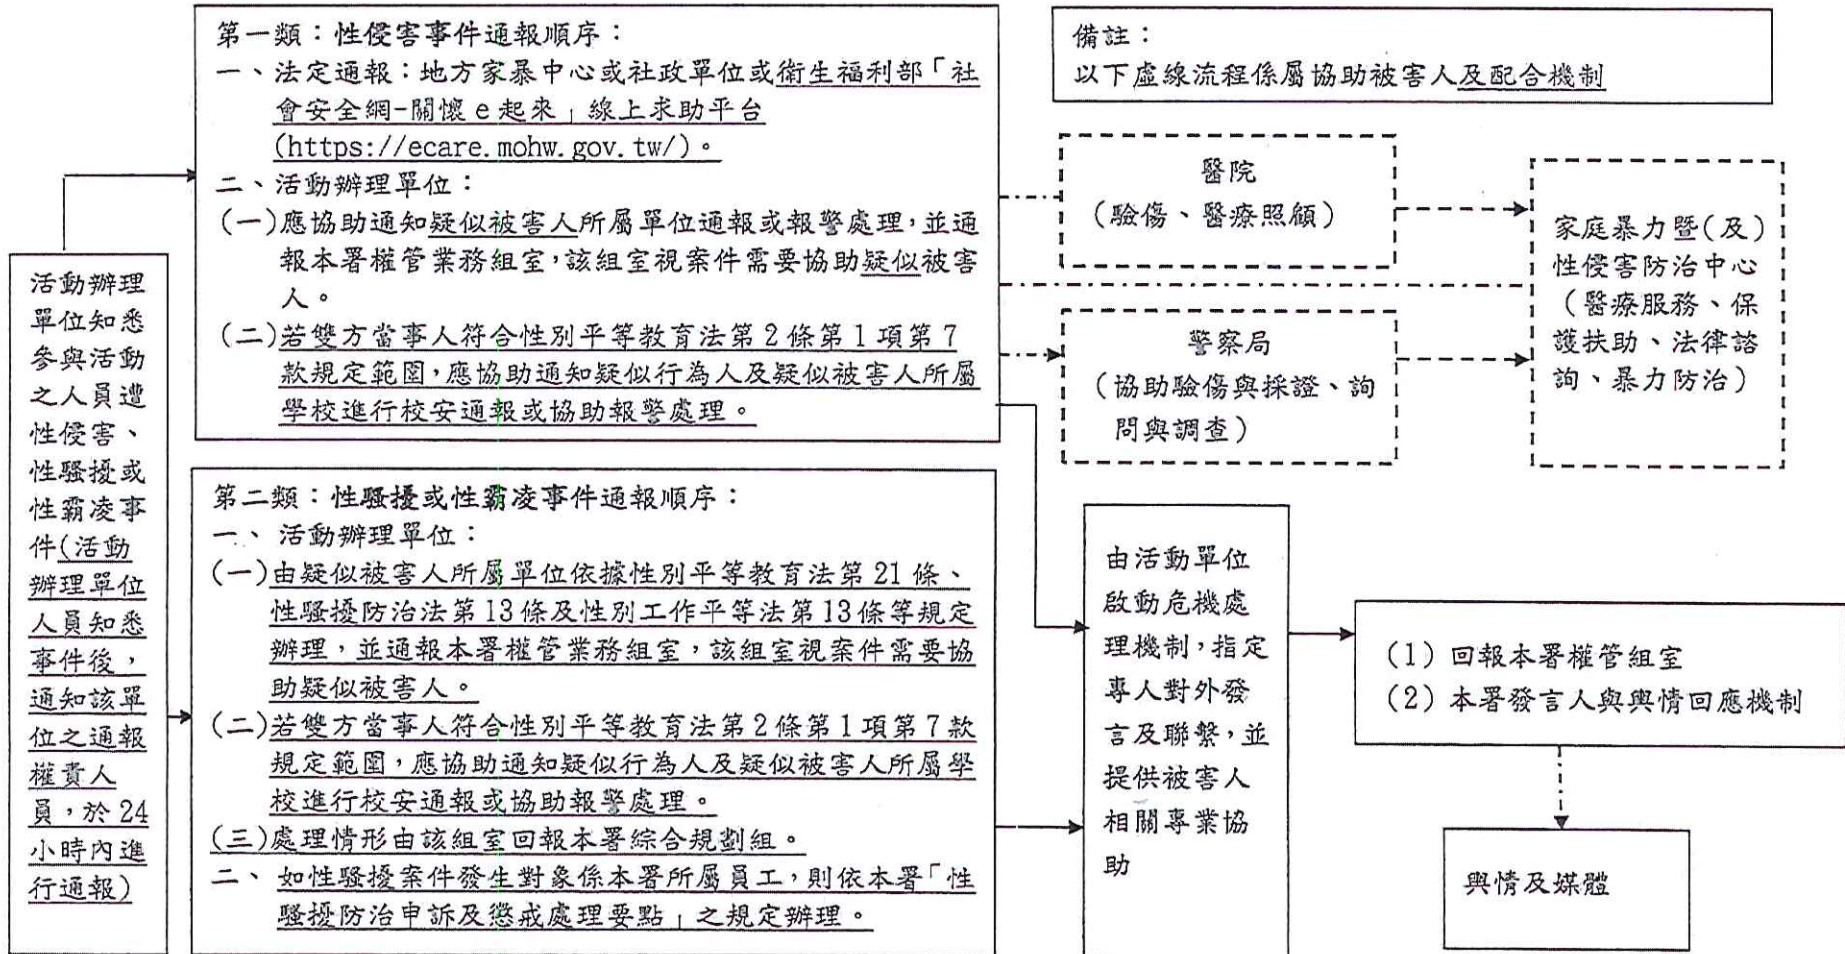 活動辦理
單位知悉
參與活動
之人員遭
性侵害、
性騷擾或
性霸凌事
件(活動
辦理單位
人員知悉
事件後，
通知該單
位之通報
權責人
員，於24
小時內進
行通報)
第一類：性侵害事件通報順序：
一、法定通報：地方家暴中心或社政單位或衛生福利部「社
會安全網-關懷 e 起來」線上求助平台
(https://ecare.mohw.gov.tw/)。
二、活動辦理單位：
(一)應協助通知疑似被害人所屬單位通報或報警處理，並通
報本署權管業務組室，該組室視案件需要協助疑似被害
人。
(二)若雙方當事人符合性別平等教育法第 2 條第 1 項第 7
款規定範圍，應協助通知疑似行為人及疑似被害人所屬
學校進行校安通報或協助報警處理。
第二類：性騷擾或性霸凌事件通報順序：
一、 活動辦理單位：
(一)由疑似被害人所屬單位依據性別平等教育法第 21 條、
性騷擾防治法第 13 條及性別工作平等法第 13 條等規定
辦理，並通報本署權管業務組室，該組室視案件需要協
助疑似被害人。
(二)若雙方當事人符合性別平等教育法第 2 條第 1 項第 7 款
規定範圍，應協助通知疑似行為人及疑似被害人所屬學
校進行校安通報或協助報警處理。
(三)處理情形由該組室回報本署綜合規劃組。
二、 如性騷擾案件發生對象係本署所屬員工，則依本署「性
騷擾防治申訴及懲戒處理要點」之規定辦理。
備註：
以下虛線流程係屬協助被害人及配合機制
醫院
（驗傷、醫療照顧）
警察局
（協助驗傷與採證、詢
問與調查）
家庭暴力暨(及)
性侵害防治中心
（醫療服務、保
護扶助、法律諮
詢、暴力防治）
由活動單位
啟動危機處
理機制，指定
專人對外發
言及聯繫，並
提供被害人
相關專業協
助
(1) 回報本署權管組室
(2) 本署發言人與輿情回應機制
輿情及媒體